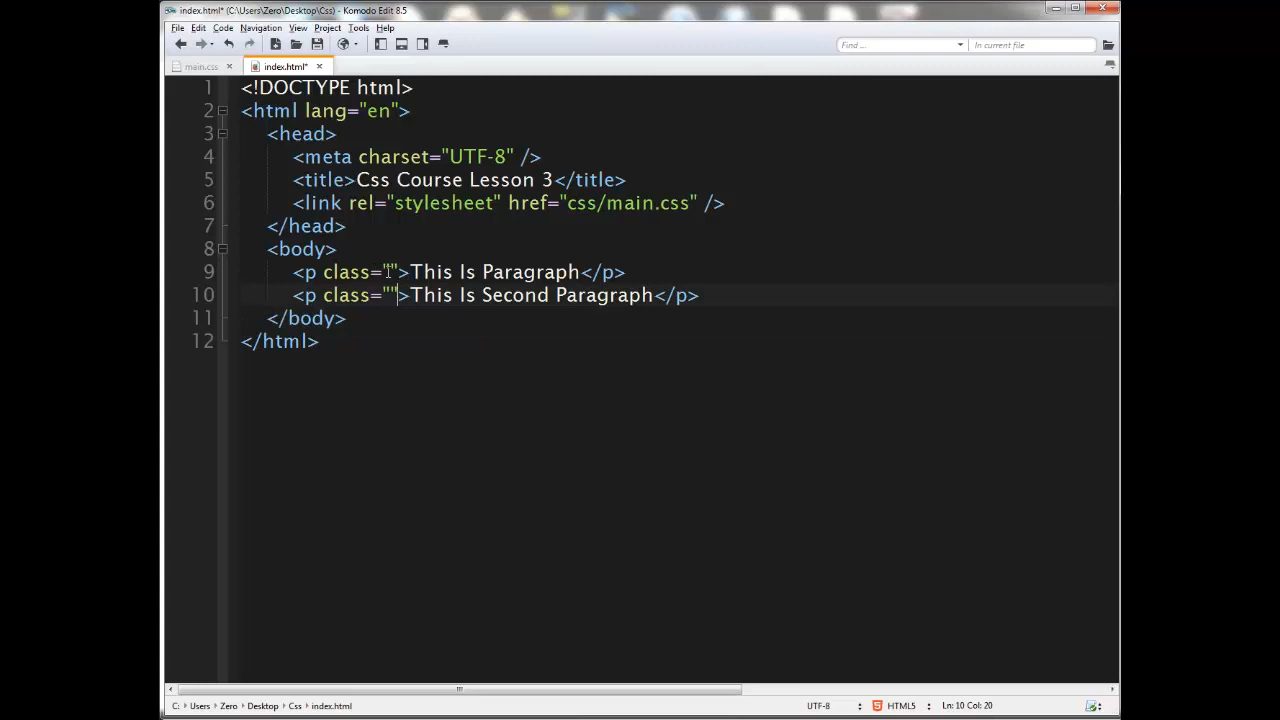 index.html* (C:\Users\Zero\Desktop\Css) - Komodo Edit 8.5
File Edit Code Navigation View Project Tools Help
Find ... In current file
main.css index.html*
1 <!DOCTYPE html>
2 <html lang="en">
3 <head>
4 <meta charset="UTF-8" />
5 <title>Css Course Lesson 3</title>
6 <link rel="stylesheet" href="css/main.css" />
7 </head>
8 <body>
9 <p class="">This Is Paragraph</p>
10 <p class="">This Is Second Paragraph</p>
11 </body>
12 </html>
C: Users Zero Desktop Css index.html UTF-8 HTML5 Ln: 10 Col: 20